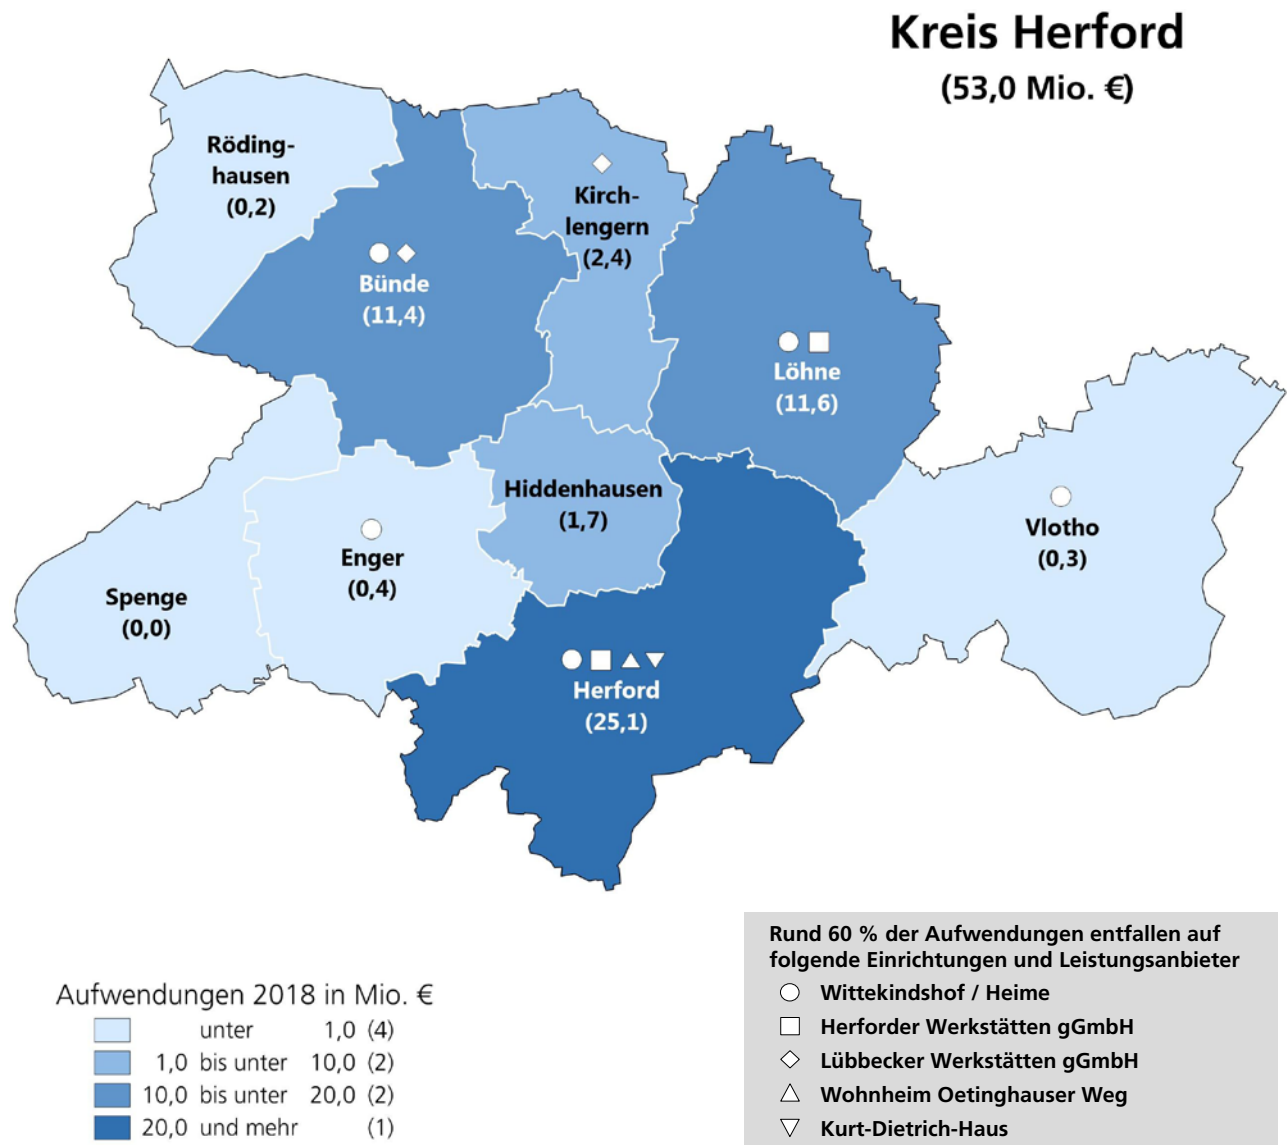 Kreis Herford
(53,0 Mio. €)
Röding-
hausen
(0,2)
Kirch-
lengern
(2,4)
Bünde
(11,4)
Löhne
(11,6)
Hiddenhausen
(1,7)
Vlotho
(0,3)
Enger
(0,4)
Spenge
(0,0)
Herford
(25,1)
Aufwendungen 2018 in Mio. €
unter 1,0 (4)
1,0 bis unter 10,0 (2)
10,0 bis unter 20,0 (2)
20,0 und mehr (1)
Rund 60 % der Aufwendungen entfallen auf
folgende Einrichtungen und Leistungsanbieter
Wittekindshof / Heime
Herforder Werkstätten gGmbH
Lübbecker Werkstätten gGmbH
Wohnheim Oetinghauser Weg
Kurt-Dietrich-Haus